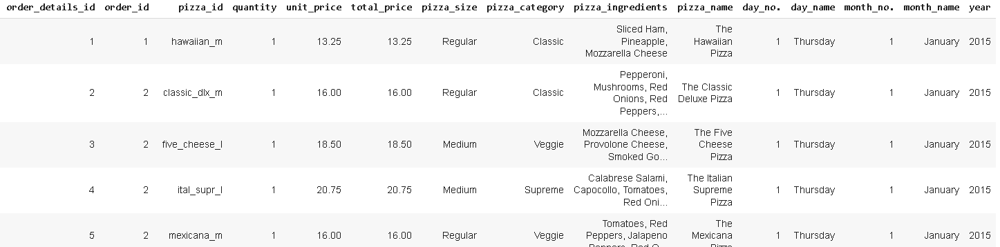 order_details_id order_id pizza_id quantity unit_price total_price pizza_size pizza_category pizza_ingredients pizza_name day_no. day_name month_no. month_name year
1 1 hawaiian_m 1 13.25 13.25 Regular Classic Sliced Ham, Pineapple, Mozzarella Cheese The Hawaiian Pizza 1 Thursday 1 January 2015
2 2 classic_dlx_m 1 16.00 16.00 Regular Classic Pepperoni, Mushrooms, Red Onions, Red Peppers,... The Classic Deluxe Pizza 1 Thursday 1 January 2015
3 2 five_cheese_l 1 18.50 18.50 Medium Veggie Mozzarella Cheese, Provolone Cheese, Smoked Go... The Five Cheese Pizza 1 Thursday 1 January 2015
4 2 ital_supr_l 1 20.75 20.75 Medium Supreme Calabrese Salami, Capocollo, Tomatoes, Red Oni... The Italian Supreme Pizza 1 Thursday 1 January 2015
5 2 mexicana_m 1 16.00 16.00 Regular Veggie Tomatoes, Red Peppers, Jalapeno Peppers, Red O... The Mexicana Pizza 1 Thursday 1 January 2015